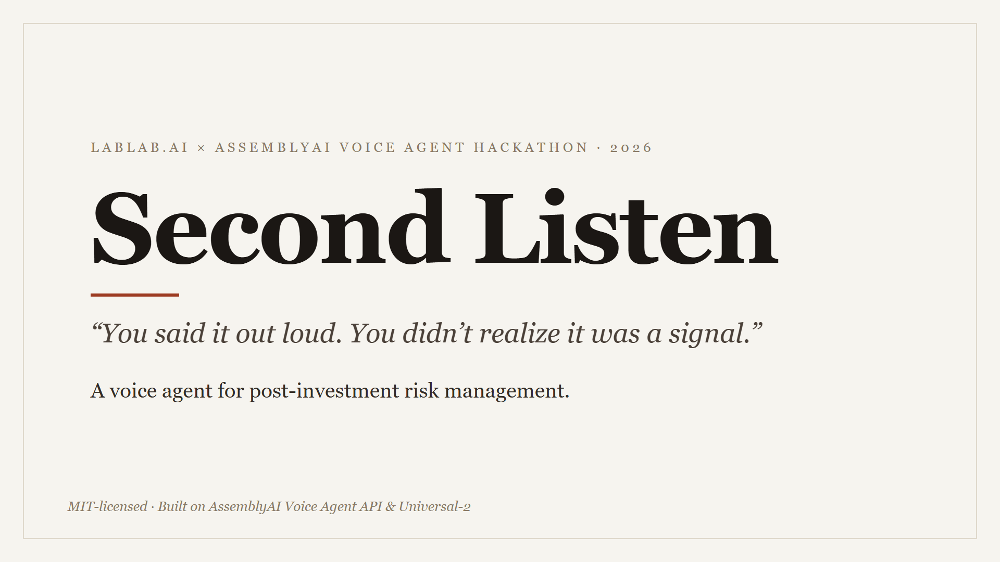 LABLAB.AI × ASSEMBLYAI VOICE AGENT HACKATHON · 2026
Second Listen
“You said it out loud. You didn’t realize it was a signal.”
A voice agent for post-investment risk management.
MIT-licensed · Built on AssemblyAI Voice Agent API & Universal-2